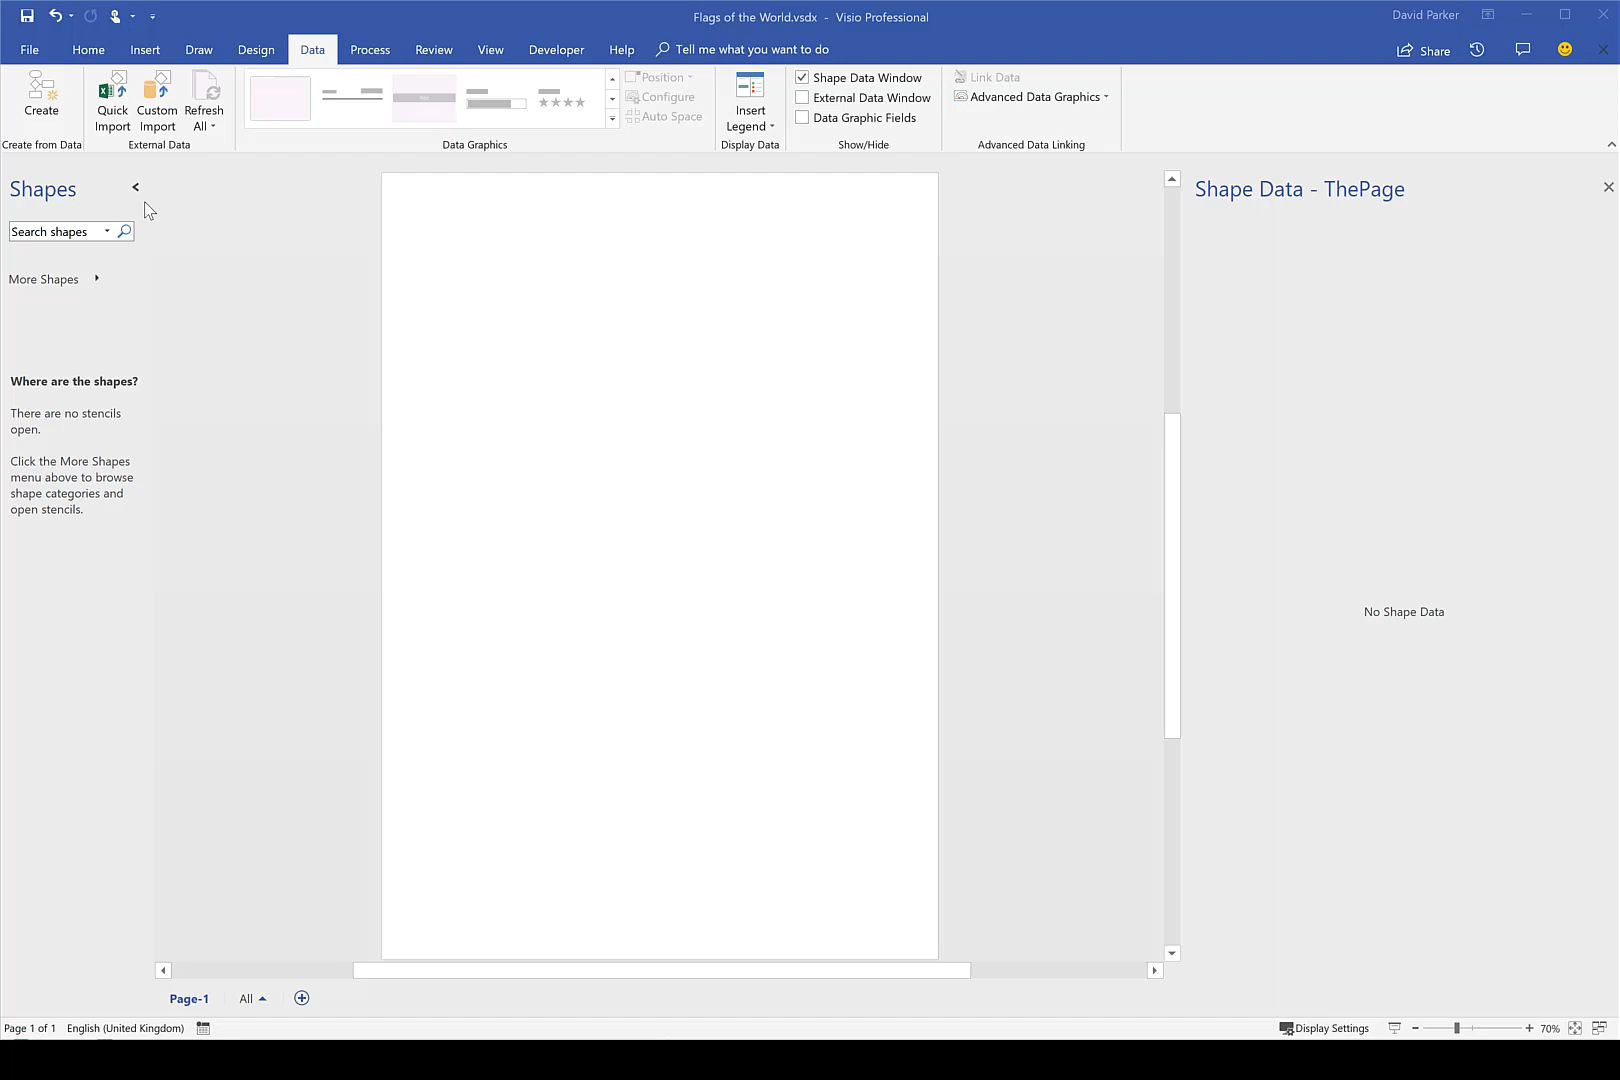 Flags of the World.vsdx - Visio Professional
David Parker
File Home Insert Draw Design Data Process Review View Developer Help Tell me what you want to do
Share
Create
Quick Import
Custom Import
Refresh All
Position
Configure
Auto Space
Insert Legend
Shape Data Window
External Data Window
Data Graphic Fields
Link Data
Advanced Data Graphics
Create from Data
External Data
Data Graphics
Display Data
Show/Hide
Advanced Data Linking
Shapes
Search shapes
More Shapes
Where are the shapes?
There are no stencils
open.
Click the More Shapes
menu above to browse
shape categories and
open stencils.
Shape Data - ThePage
No Shape Data
Page-1 All
Page 1 of 1 English (United Kingdom)
Display Settings
70%